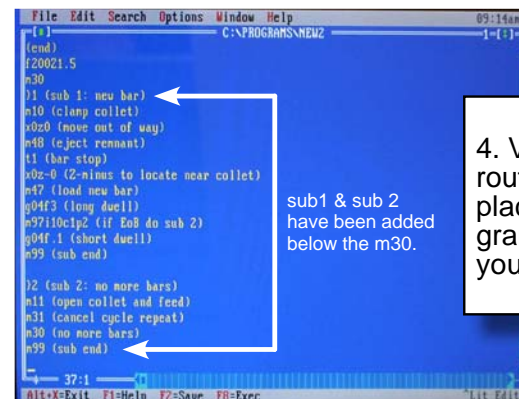 File Edit Search Options Window Help 09:14am
C:\PROGRAMS\NEW2 1
(end)
f20021.5
m30
)1 (sub 1: new bar)
m10 (clamp collet)
x0z0 (move out of way)
m48 (eject remnant)
t1 (bar stop)
x0z-0 (Z-minus to locate near collet)
m47 (load new bar)
g04f3 (long dwell)
m97i10c1p2 (if EoB do sub 2)
g04f.1 (short dwell)
m99 (sub end)
)2 (sub 2: no more bars)
m11 (open collet and feed)
m31 (cancel cycle repeat)
m30 (no more bars)
m99 (sub end)
37:1
Alt+X=Exit F1=Help F2=Save F8=Exec Lit Edit
sub1 & sub 2
have been added
below the m30.
4. V
rout
plac
gra
you